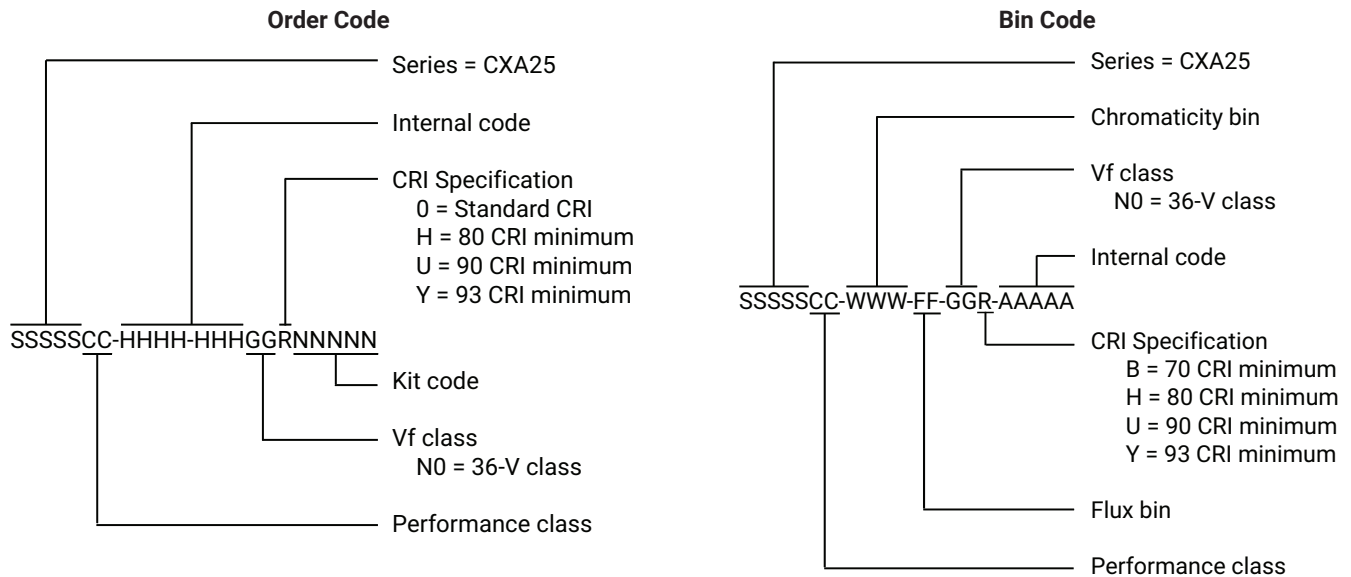 Order Code
Series = CXA25
Internal code
CRI Specification
0 = Standard CRI
H = 80 CRI minimum
U = 90 CRI minimum
Y = 93 CRI minimum
SSSSSCC-HHHH-HHHGGRNNNNN
Kit code
Vf class
N0 = 36-V class
Performance class
Bin Code
Series = CXA25
Chromaticity bin
Vf class
N0 = 36-V class
Internal code
SSSSSCC-WWW-FF-GGR-AAAAA
CRI Specification
B = 70 CRI minimum
H = 80 CRI minimum
U = 90 CRI minimum
Y = 93 CRI minimum
Flux bin
Performance class